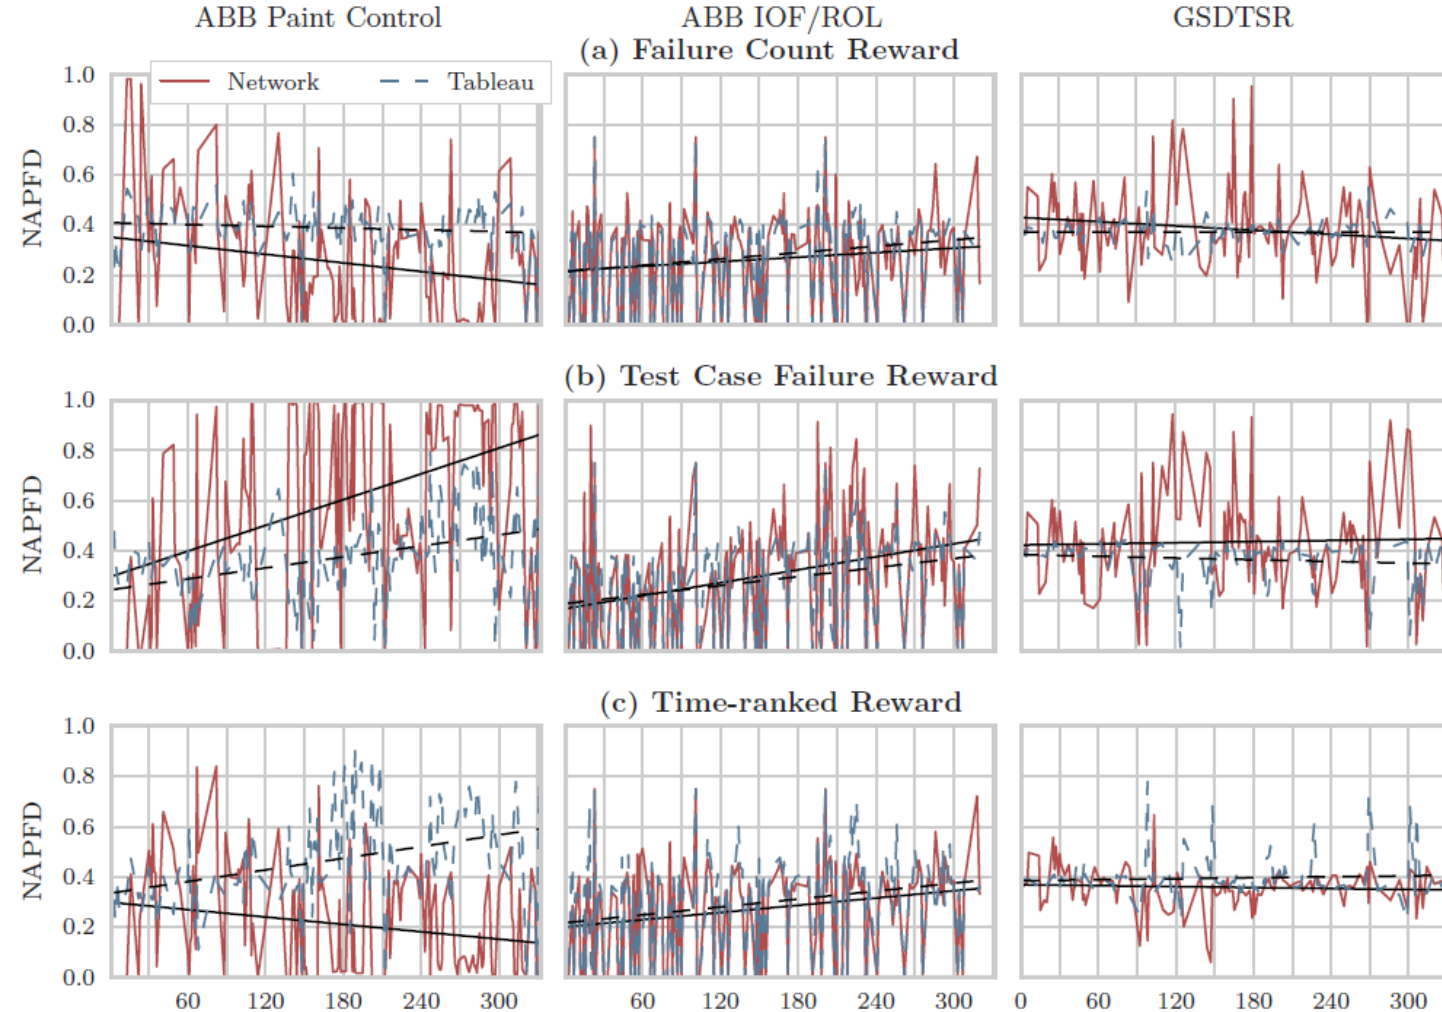 ABB Paint Control ABB IOF/ROL GSDTSR
(a) Failure Count Reward
Network Tableau
NAPFD
1.0
0.8
0.6
0.4
0.2
0.0
(b) Test Case Failure Reward
NAPFD
1.0
0.8
0.6
0.4
0.2
0.0
(c) Time-ranked Reward
NAPFD
1.0
0.8
0.6
0.4
0.2
0.0
60 120 180 240 300 60 120 180 240 300 0 60 120 180 240 300